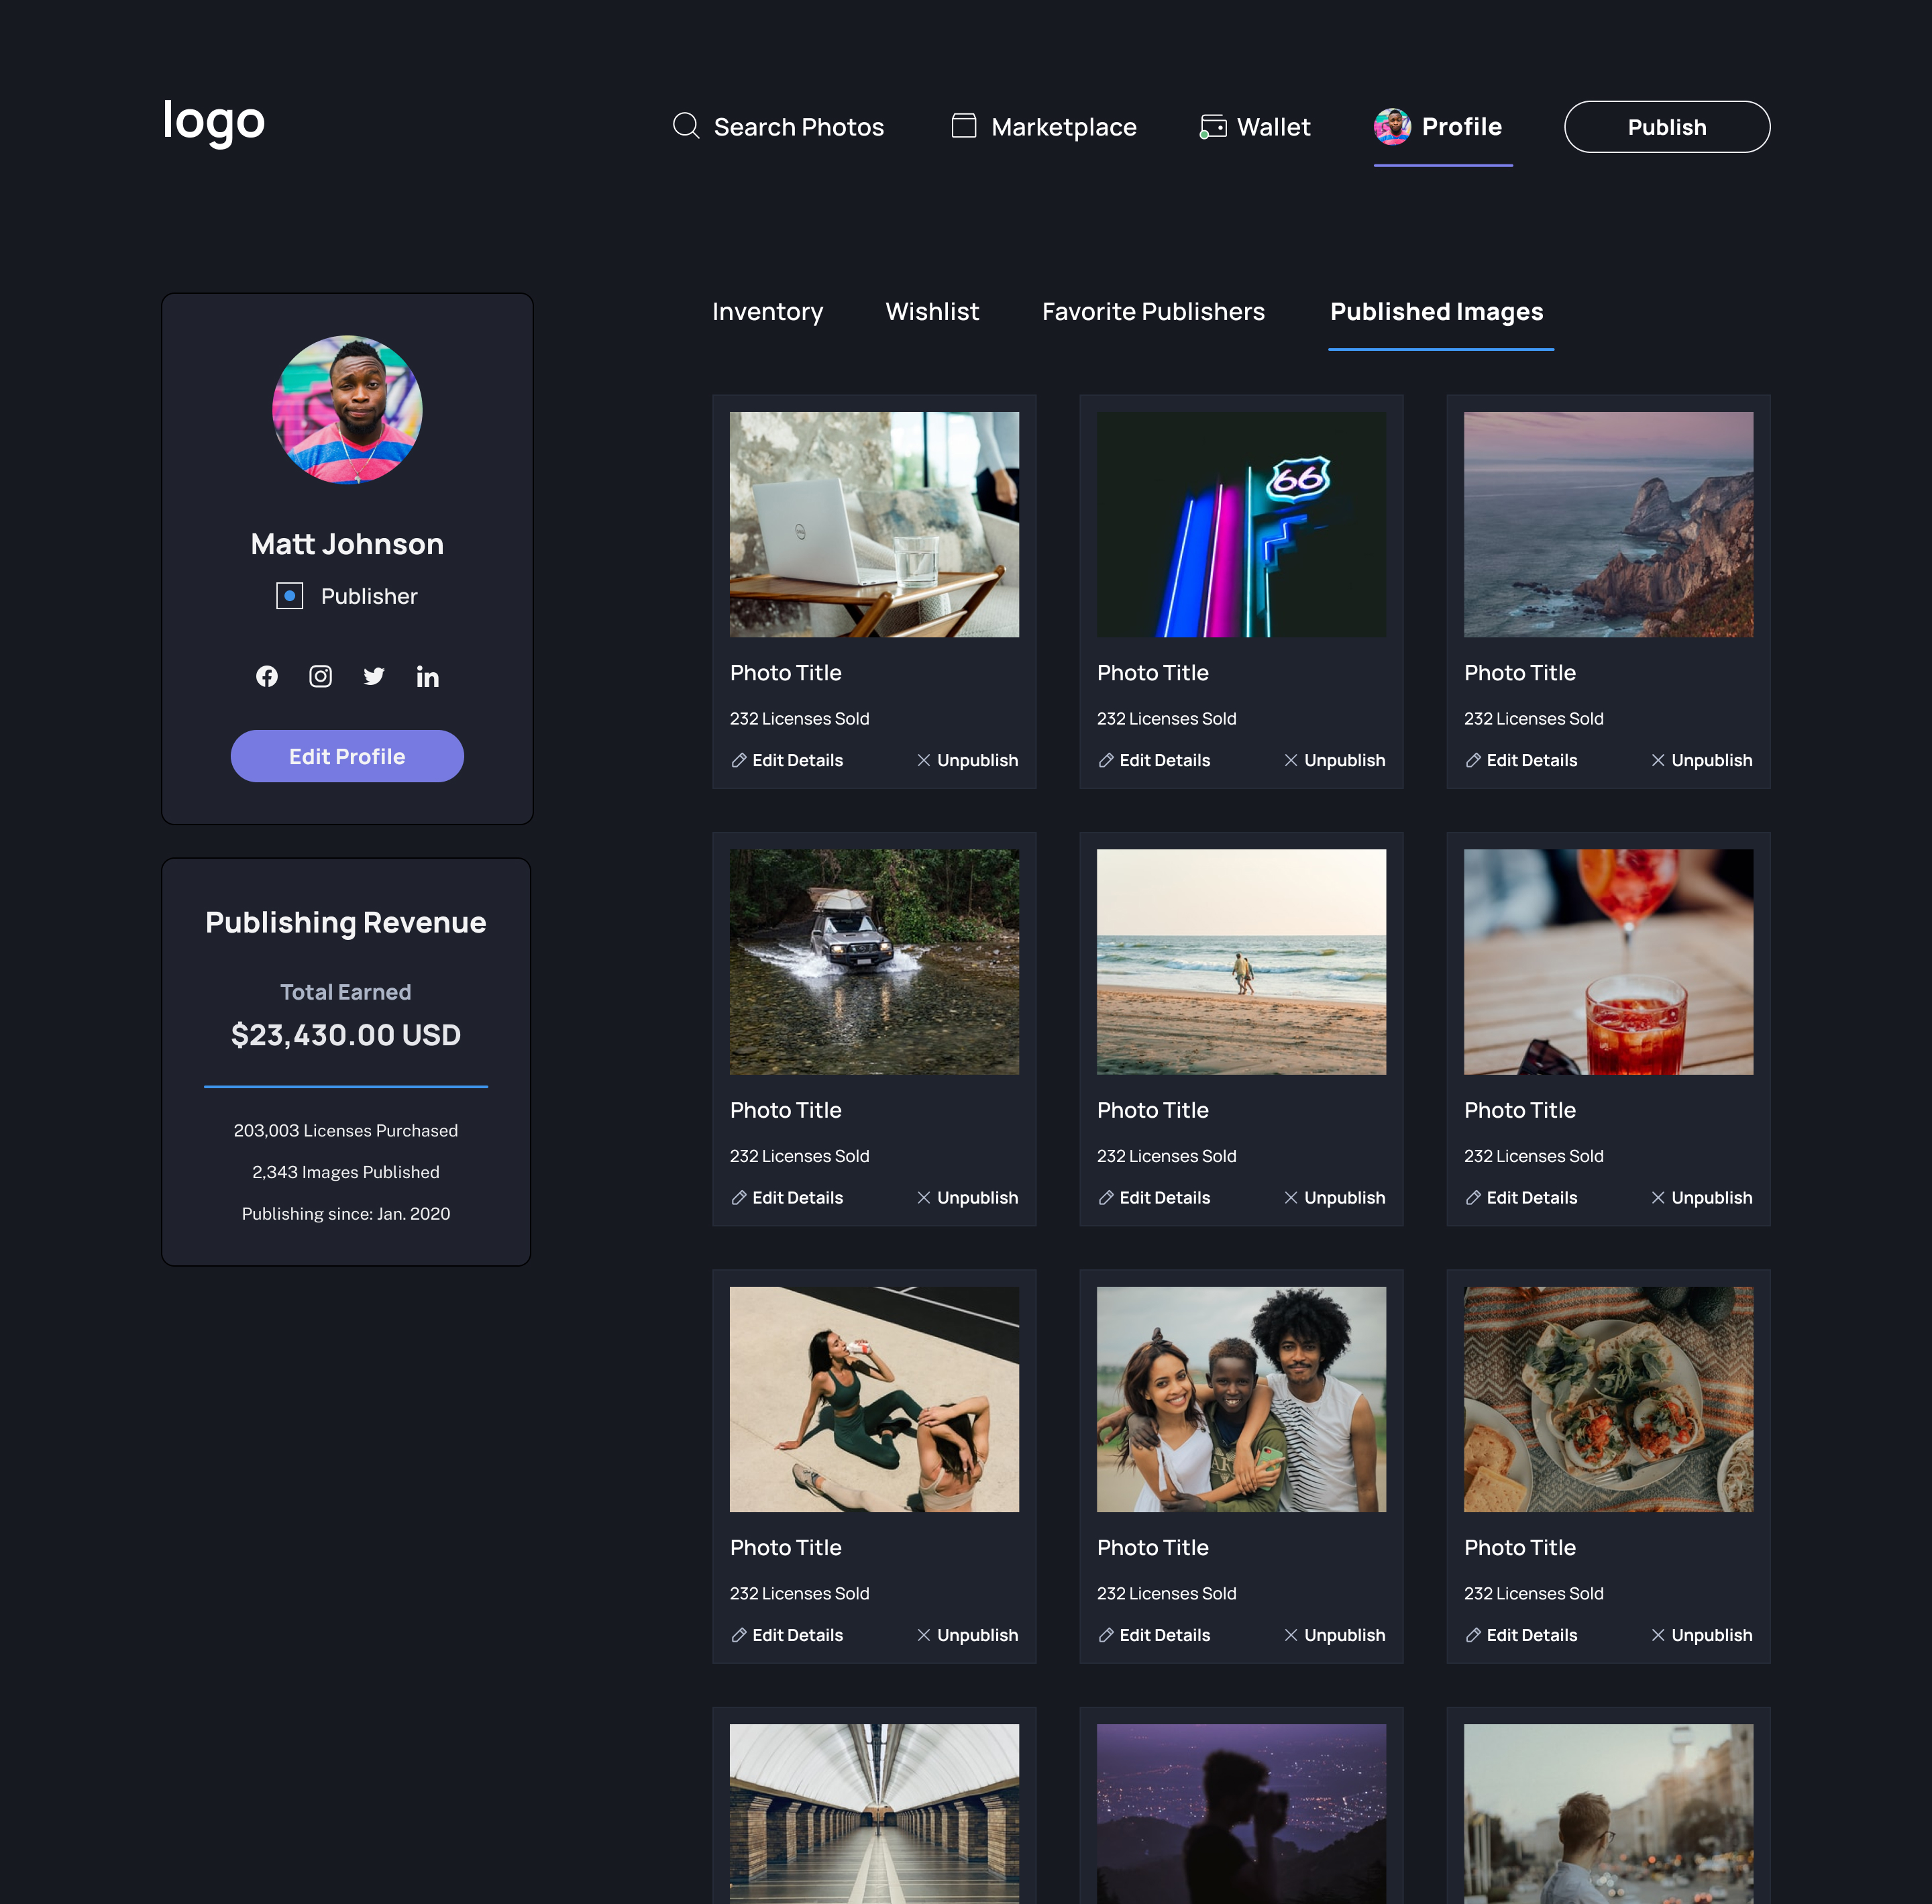 logo
Search Photos
Marketplace
Wallet
Profile
Publish
Matt Johnson
Publisher
Edit Profile
Publishing Revenue
Total Earned
$23,430.00 USD
203,003 Licenses Purchased
2,343 Images Published
Publishing since: Jan. 2020
Inventory
Wishlist
Favorite Publishers
Published Images
66
Photo Title
232 Licenses Sold
Edit Details
Unpublish
Photo Title
232 Licenses Sold
Edit Details
Unpublish
Photo Title
232 Licenses Sold
Edit Details
Unpublish
Photo Title
232 Licenses Sold
Edit Details
Unpublish
Photo Title
232 Licenses Sold
Edit Details
Unpublish
Photo Title
232 Licenses Sold
Edit Details
Unpublish
Photo Title
232 Licenses Sold
Edit Details
Unpublish
Photo Title
232 Licenses Sold
Edit Details
Unpublish
Photo Title
232 Licenses Sold
Edit Details
Unpublish